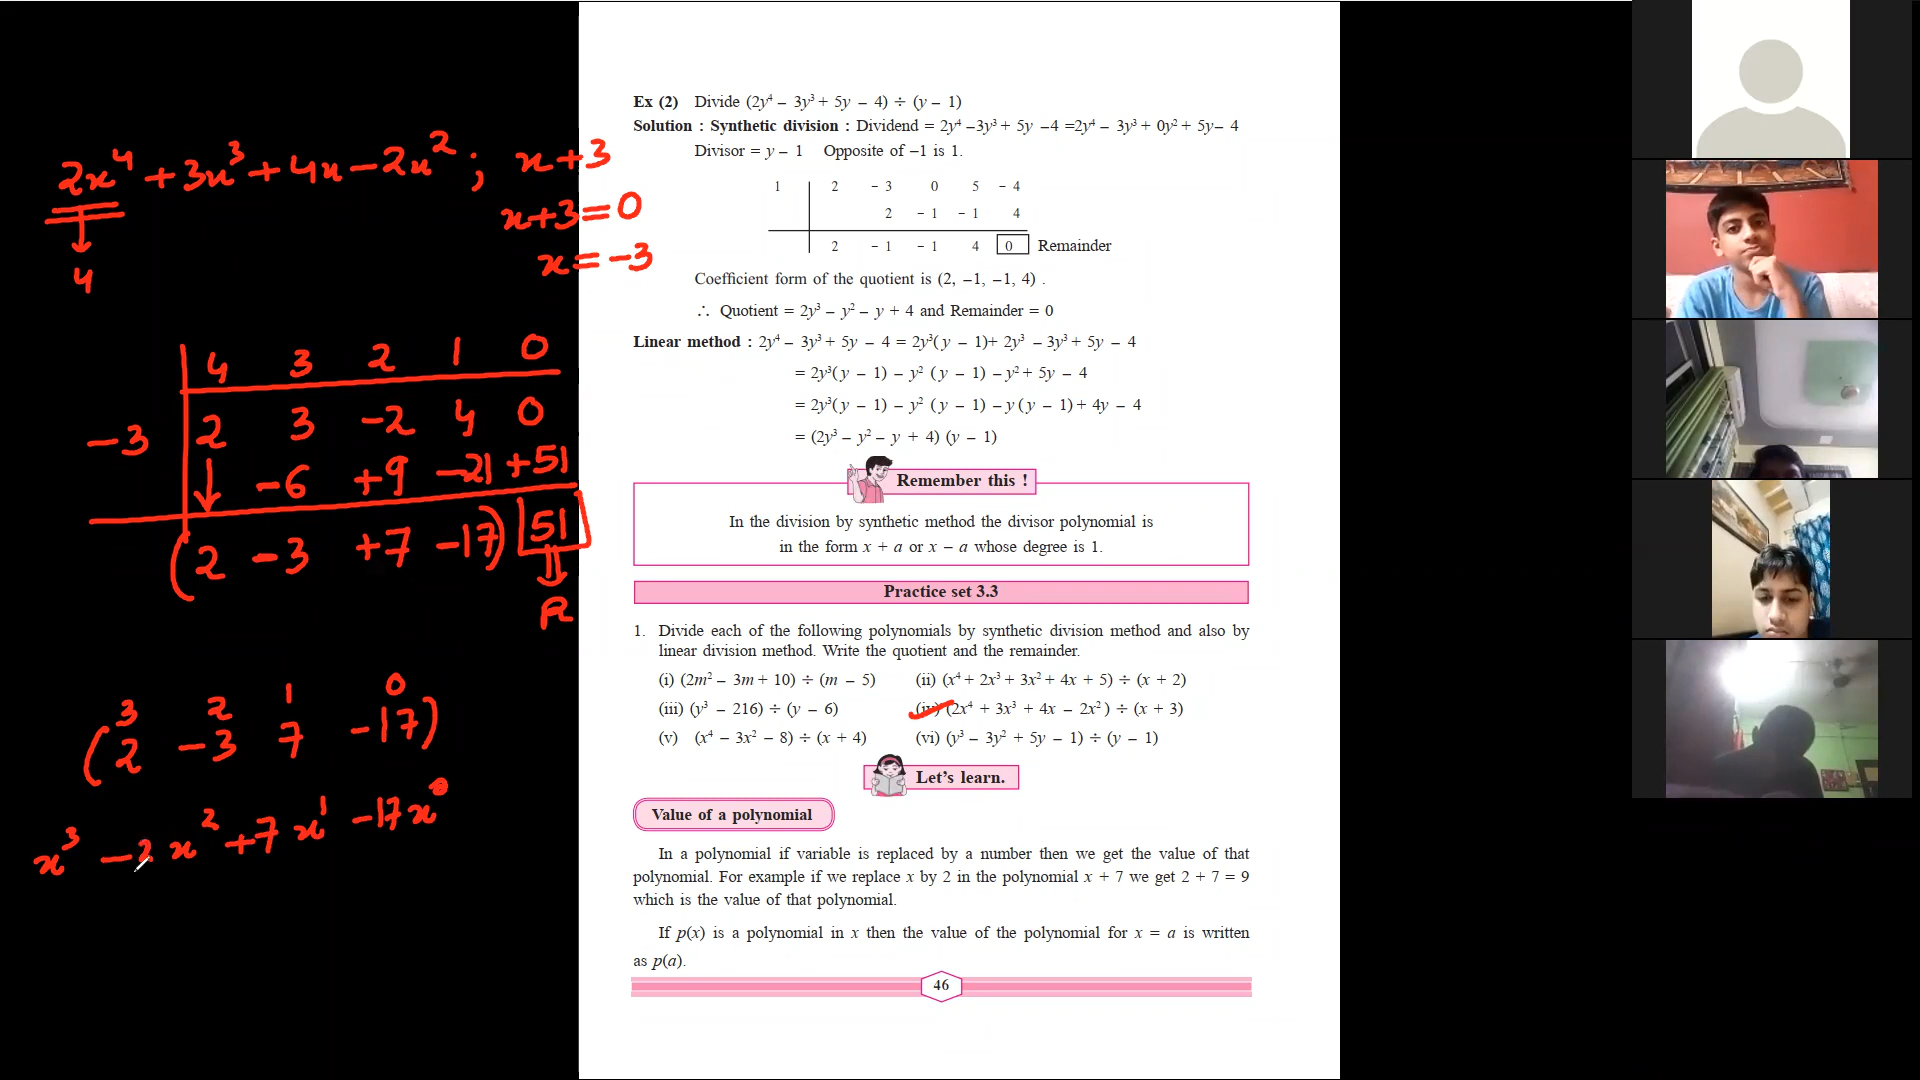 2x⁴ + 3x³ + 4x − 2x² ; x + 3
x + 3 = 0
x = −3
4
4 3 2 1 0
−3 2 3 −2 4 0
−6 +9 −21 +51
(2 −3 +7 −17) 51
R
3 2 1 0
(2 −3 7 −17)
x³ −3x² + 7x¹ − 17x⁰
Ex (2) Divide (2y⁴ – 3y³ + 5y – 4) ÷ (y – 1)
Solution : Synthetic division : Dividend = 2y⁴ –3y³ + 5y –4 =2y⁴ – 3y³ + 0y² + 5y– 4
Divisor = y – 1 Opposite of –1 is 1.
1 2 – 3 0 5 – 4
2 – 1 – 1 4
2 – 1 – 1 4 0 Remainder
Coefficient form of the quotient is (2, –1, –1, 4) .
∴ Quotient = 2y³ – y² – y + 4 and Remainder = 0
Linear method : 2y⁴ – 3y³ + 5y – 4 = 2y³( y – 1)+ 2y³ – 3y³ + 5y – 4
= 2y³(y – 1) – y² (y – 1) –y² + 5y – 4
= 2y³(y – 1) – y² (y – 1) –y (y – 1)+ 4y – 4
= (2y³ – y² – y + 4) (y – 1)
Remember this !
In the division by synthetic method the divisor polynomial is
in the form x + a or x – a whose degree is 1.
Practice set 3.3
1. Divide each of the following polynomials by synthetic division method and also by
linear division method. Write the quotient and the remainder.
(i) (2m² – 3m + 10) ÷ (m – 5) (ii) (x⁴ + 2x³ + 3x² + 4x + 5) ÷ (x + 2)
(iii) (y³ – 216) ÷ (y – 6) (iv) (2x⁴ + 3x³ + 4x – 2x² ) ÷ (x + 3)
(v) (x⁴ – 3x² – 8) ÷ (x + 4) (vi) (y³ – 3y² + 5y – 1) ÷ (y – 1)
Let’s learn.
Value of a polynomial
In a polynomial if variable is replaced by a number then we get the value of that
polynomial. For example if we replace x by 2 in the polynomial x + 7 we get 2 + 7 = 9
which is the value of that polynomial.
If p(x) is a polynomial in x then the value of the polynomial for x = a is written
as p(a).
46